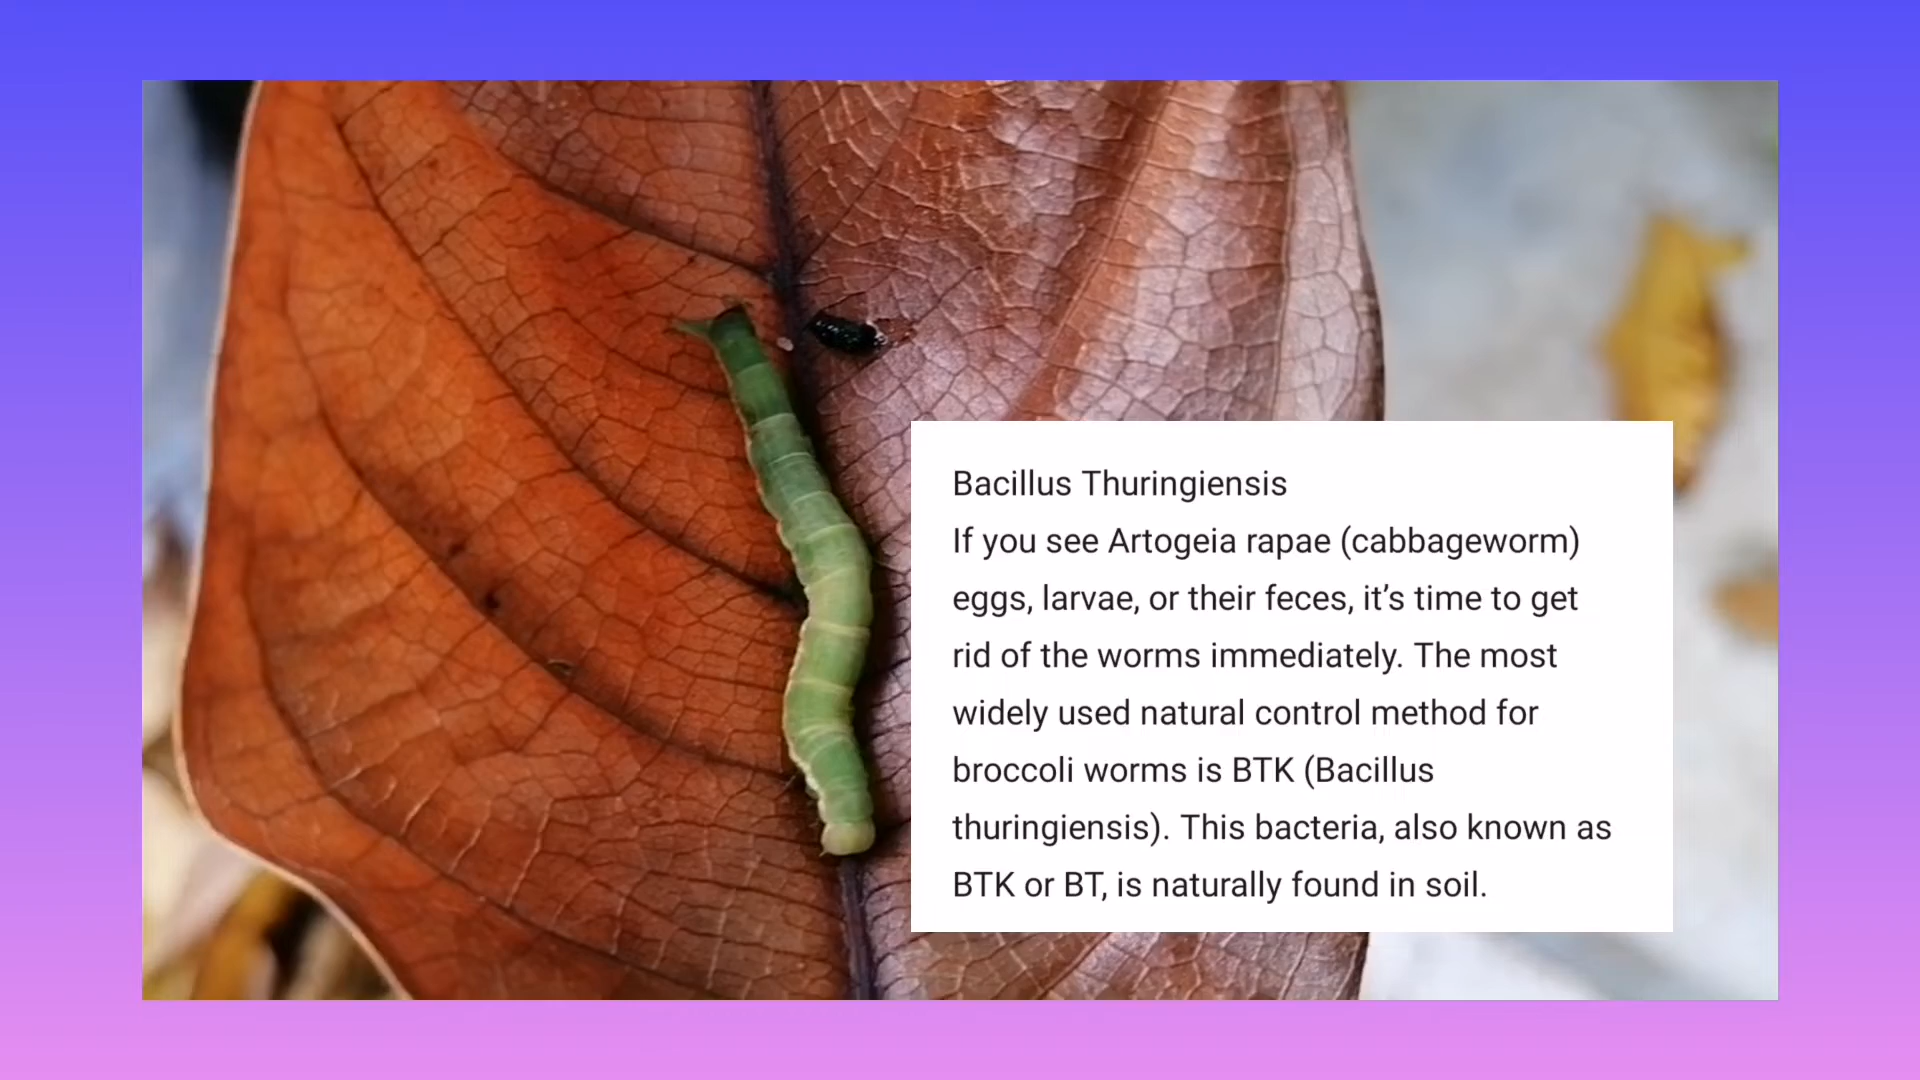 Bacillus Thuringiensis
If you see Artogeia rapae (cabbageworm)
eggs, larvae, or their feces, it’s time to get
rid of the worms immediately. The most
widely used natural control method for
broccoli worms is BTK (Bacillus
thuringiensis). This bacteria, also known as
BTK or BT, is naturally found in soil.